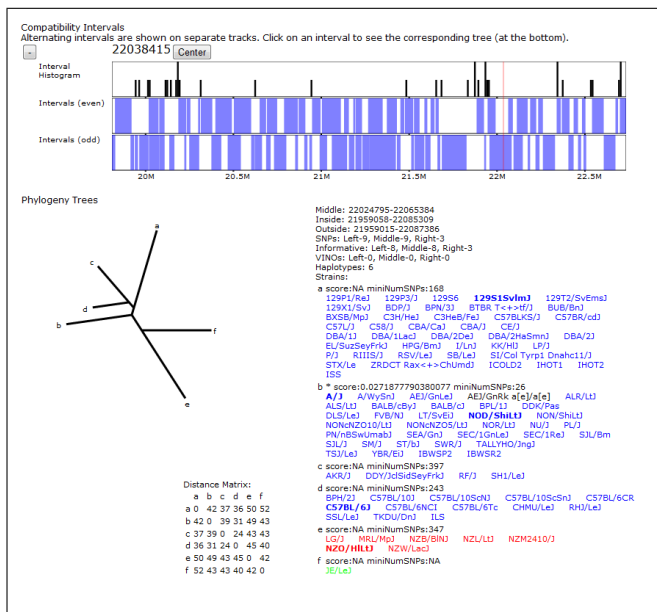 Compatibility Intervals
Alternating intervals are shown on separate tracks. Click on an interval to see the corresponding tree (at the bottom).
- 22038415 Center
Interval
Histogram
Intervals (even)
Intervals (odd)
20M 20.5M 21M 21.5M 22M 22.5M
Phylogeny Trees
a
c
d
b
f
e
Middle: 22024795-22065384
Inside: 21959058-22085309
Outside: 21959015-22087386
SNPs: Left-9, Middle-9, Right-3
Informative: Left-8, Middle-8, Right-3
VINOs: Left-0, Middle-0, Right-0
Haplotypes: 6
Strains:
a score:NA miniNumSNPs:168
129P1/ReJ 129P3/J 129S6 129S1SvlmJ 129T2/SvEmsJ
129X1/SvJ BDP/J BPN/3J BTBR T<+>tf/J BUB/BnJ
BXSB/MpJ C3H/HeJ C3HeB/FeJ C57BLKS/J C57BR/cdJ
C57L/J C58/J CBA/CaJ CBA/J CE/J
DBA/1J DBA/1LacJ DBA/2DeJ DBA/2HaSmnJ DBA/2J
EL/SuzSeyFrkJ HPG/BmJ I/LnJ KK/HlJ LP/J
P/J RIIIS/J RSV/LeJ SB/LeJ SI/Col Tyrp1 Dnahc11/J
STX/Le ZRDCT Rax<+>ChUmdJ ICOLD2 IHOT1 IHOT2
ISS
b * score:0.0271877790380077 miniNumSNPs:26
A/J A/WySnJ AEJ/GnLeJ AEJ/GnRk a[e]/a[e] ALR/LtJ
ALS/LtJ BALB/cByJ BALB/cJ BPL/1J DDK/Pas
DLS/LeJ FVB/NJ LT/SvEiJ NOD/ShiLtJ NON/ShiLtJ
NONcNZO10/LtJ NONcNZO5/LtJ NOR/LtJ NU/J PL/J
PN/nBSwUmabJ SEA/GnJ SEC/1GnLeJ SEC/1ReJ SJL/Bm
SJL/J SM/J ST/bJ SWR/J TALLYHO/JngJ
TSJ/LeJ YBR/EiJ IBWSP2 IBWSR2
c score:NA miniNumSNPs:397
AKR/J DDY/JclSidSeyFrkJ RF/J SH1/LeJ
d score:NA miniNumSNPs:243
BPH/2J C57BL/10J C57BL/10ScNJ C57BL/10ScSnJ C57BL/6CR
C57BL/6J C57BL/6NCI C57BL/6Tc CHMU/LeJ RHJ/LeJ
SSL/LeJ TKDU/DnJ ILS
e score:NA miniNumSNPs:347
LG/J MRL/MpJ NZB/BlNJ NZL/LtJ NZM2410/J
NZO/HlLtJ NZW/LacJ
f score:NA miniNumSNPs:NA
JE/LeJ
Distance Matrix:
a b c d e f
a 0 42 37 36 50 52
b 42 0 39 31 49 43
c 37 39 0 24 43 43
d 36 31 24 0 45 40
e 50 49 43 45 0 42
f 52 43 43 40 42 0